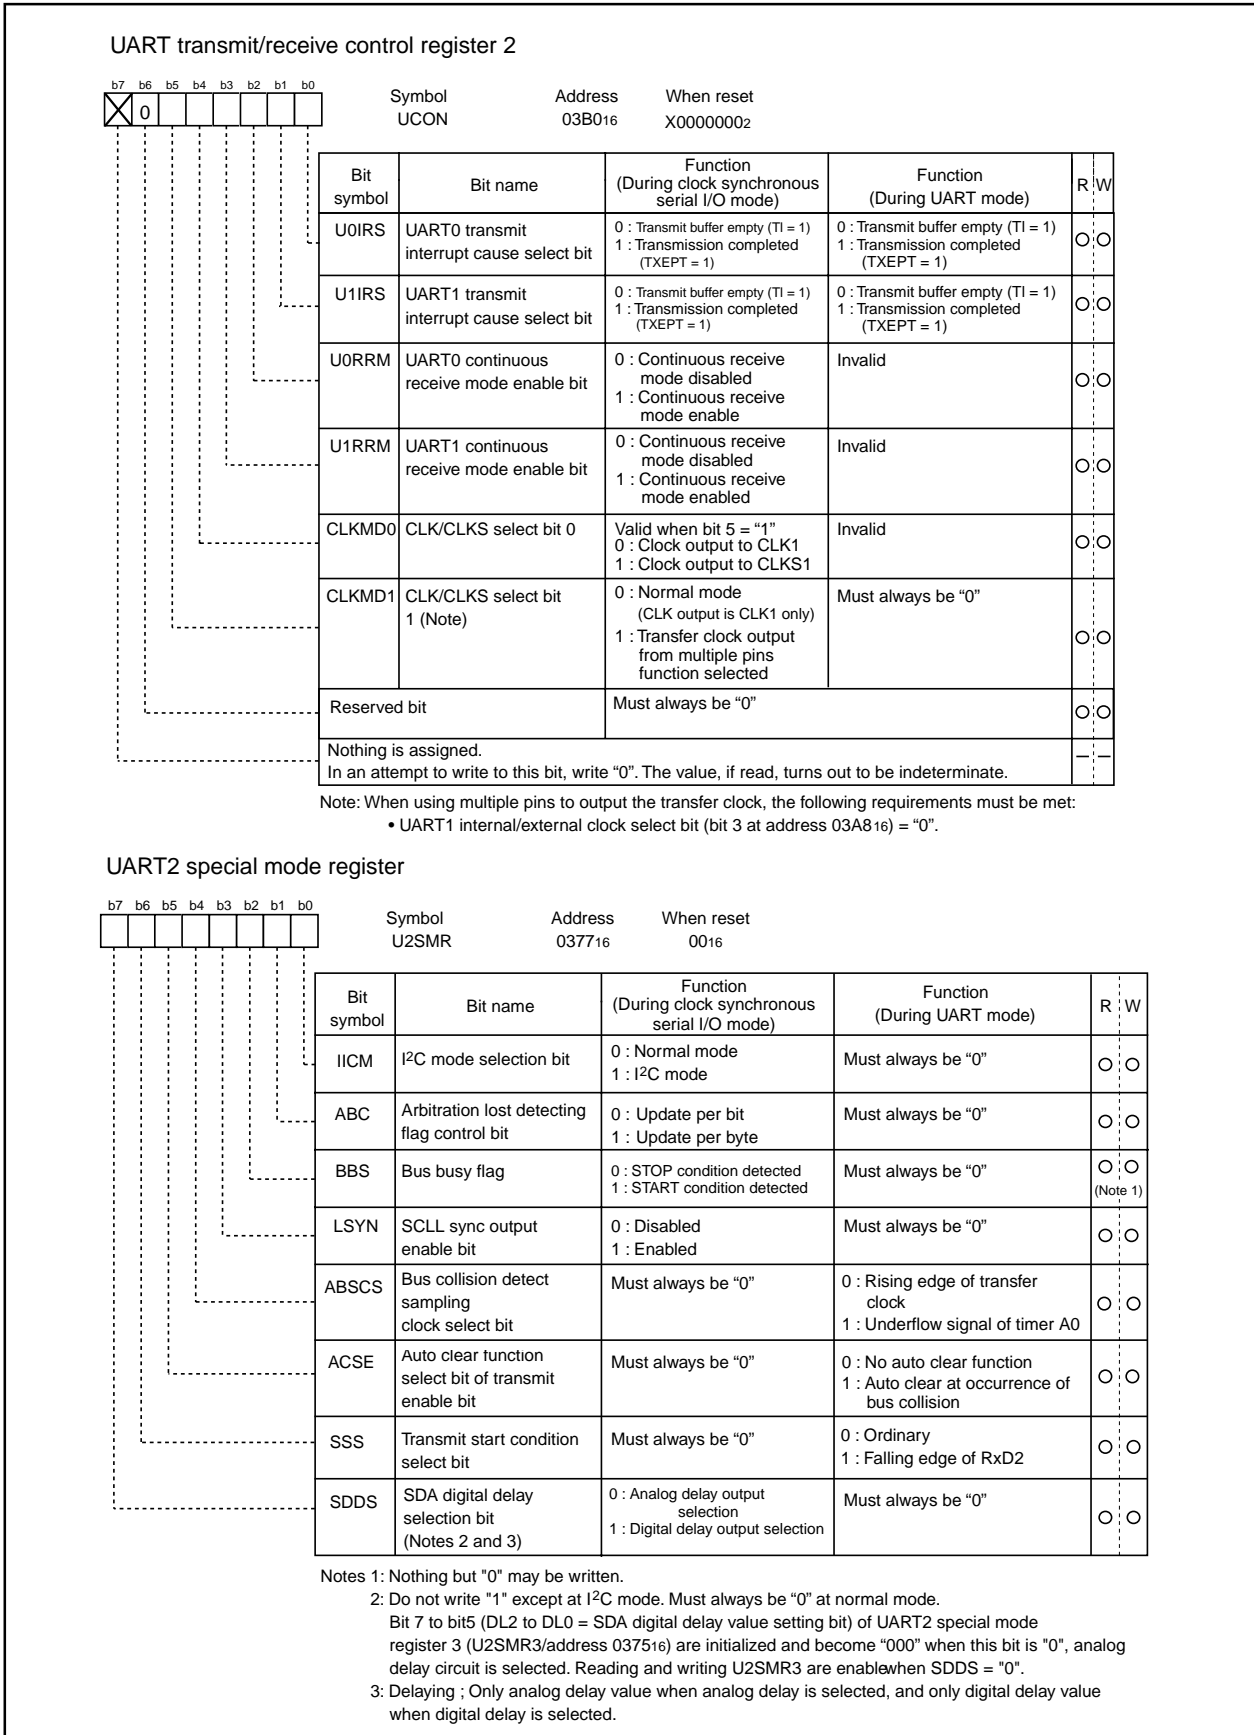 UART transmit/receive control register 2
b7 b6 b5 b4 b3 b2 b1 b0
0
Symbol Address When reset
UCON 03B016 X00000002
Bit symbol
Bit name
Function
(During clock synchronous
serial I/O mode)
Function
(During UART mode)
R W
U0IRS
UART0 transmit
interrupt cause select bit
0 : Transmit buffer empty (TI = 1)
1 : Transmission completed
(TXEPT = 1)
0 : Transmit buffer empty (TI = 1)
1 : Transmission completed
(TXEPT = 1)
U1IRS
UART1 transmit
interrupt cause select bit
0 : Transmit buffer empty (TI = 1)
1 : Transmission completed
(TXEPT = 1)
0 : Transmit buffer empty (TI = 1)
1 : Transmission completed
(TXEPT = 1)
U0RRM
UART0 continuous
receive mode enable bit
0 : Continuous receive
mode disabled
1 : Continuous receive
mode enable
Invalid
U1RRM
UART1 continuous
receive mode enable bit
0 : Continuous receive
mode disabled
1 : Continuous receive
mode enabled
Invalid
CLKMD0
CLK/CLKS select bit 0
Valid when bit 5 = “1”
0 : Clock output to CLK1
1 : Clock output to CLKS1
Invalid
CLKMD1
CLK/CLKS select bit
1 (Note)
0 : Normal mode
(CLK output is CLK1 only)
1 : Transfer clock output
from multiple pins
function selected
Must always be “0”
Reserved bit
Must always be “0”
Nothing is assigned.
In an attempt to write to this bit, write “0”. The value, if read, turns out to be indeterminate.
Note: When using multiple pins to output the transfer clock, the following requirements must be met:
• UART1 internal/external clock select bit (bit 3 at address 03A816) = “0”.
UART2 special mode register
b7 b6 b5 b4 b3 b2 b1 b0
Symbol Address When reset
U2SMR 037716 0016
Bit symbol
Bit name
Function
(During clock synchronous
serial I/O mode)
Function
(During UART mode)
R W
IICM
I2C mode selection bit
0 : Normal mode
1 : I2C mode
Must always be “0”
ABC
Arbitration lost detecting
flag control bit
0 : Update per bit
1 : Update per byte
Must always be “0”
BBS
Bus busy flag
0 : STOP condition detected
1 : START condition detected
Must always be “0”
(Note 1)
LSYN
SCLL sync output
enable bit
0 : Disabled
1 : Enabled
Must always be “0”
ABSCS
Bus collision detect
sampling
clock select bit
Must always be “0”
0 : Rising edge of transfer
clock
1 : Underflow signal of timer A0
ACSE
Auto clear function
select bit of transmit
enable bit
Must always be “0”
0 : No auto clear function
1 : Auto clear at occurrence of
bus collision
SSS
Transmit start condition
select bit
Must always be “0”
0 : Ordinary
1 : Falling edge of RxD2
SDDS
SDA digital delay
selection bit
(Notes 2 and 3)
0 : Analog delay output
selection
1 : Digital delay output selection
Must always be “0”
Notes 1: Nothing but "0" may be written.
2: Do not write "1" except at I2C mode. Must always be “0” at normal mode.
Bit 7 to bit5 (DL2 to DL0 = SDA digital delay value setting bit) of UART2 special mode
register 3 (U2SMR3/address 037516) are initialized and become “000” when this bit is "0", analog
delay circuit is selected. Reading and writing U2SMR3 are enablewhen SDDS = "0".
3: Delaying ; Only analog delay value when analog delay is selected, and only digital delay value
when digital delay is selected.